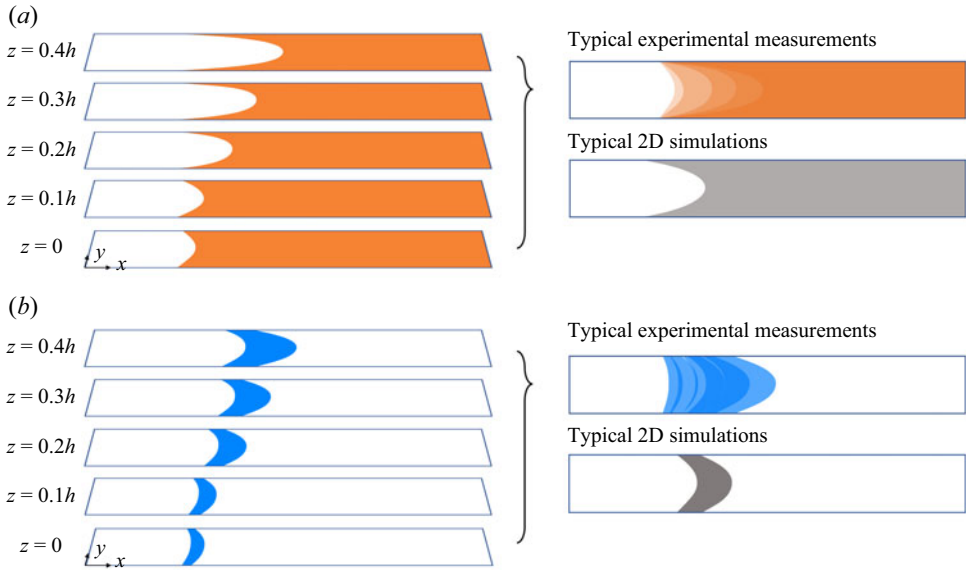 (a)
z = 0.4h
z = 0.3h
z = 0.2h
z = 0.1h
z = 0
y
x
Typical experimental measurements
Typical 2D simulations
(b)
z = 0.4h
z = 0.3h
z = 0.2h
z = 0.1h
z = 0
y
x
Typical experimental measurements
Typical 2D simulations